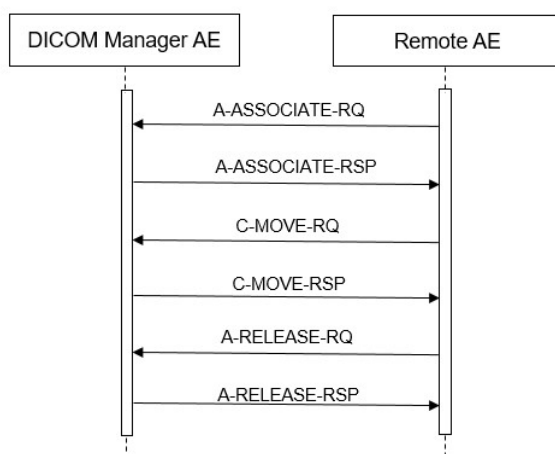 DICOM Manager AE
Remote AE
A-ASSOCIATE-RQ
A-ASSOCIATE-RSP
C-MOVE-RQ
C-MOVE-RSP
A-RELEASE-RQ
A-RELEASE-RSP